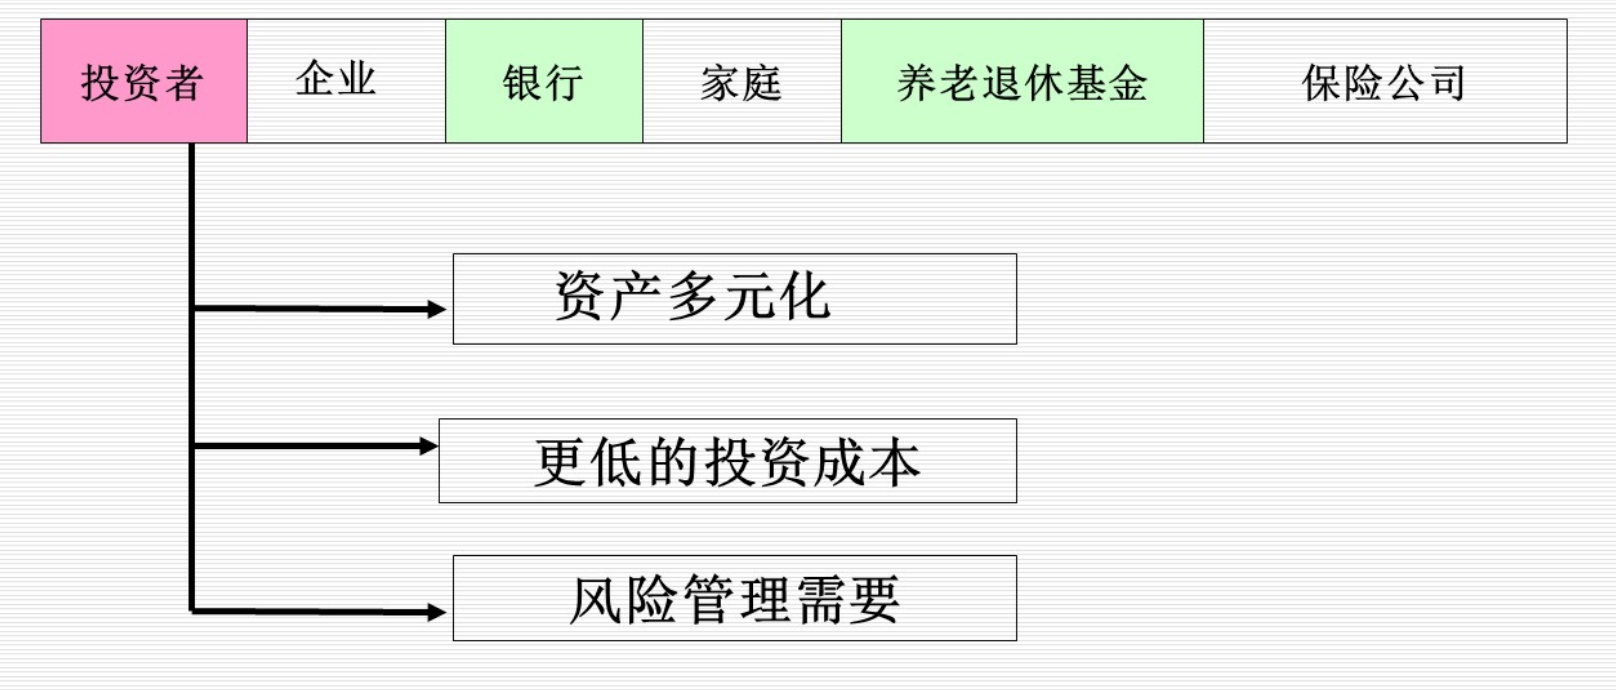 投资者 企业 银行 家庭 养老退休基金 保险公司
资产多元化
更低的投资成本
风险管理需要